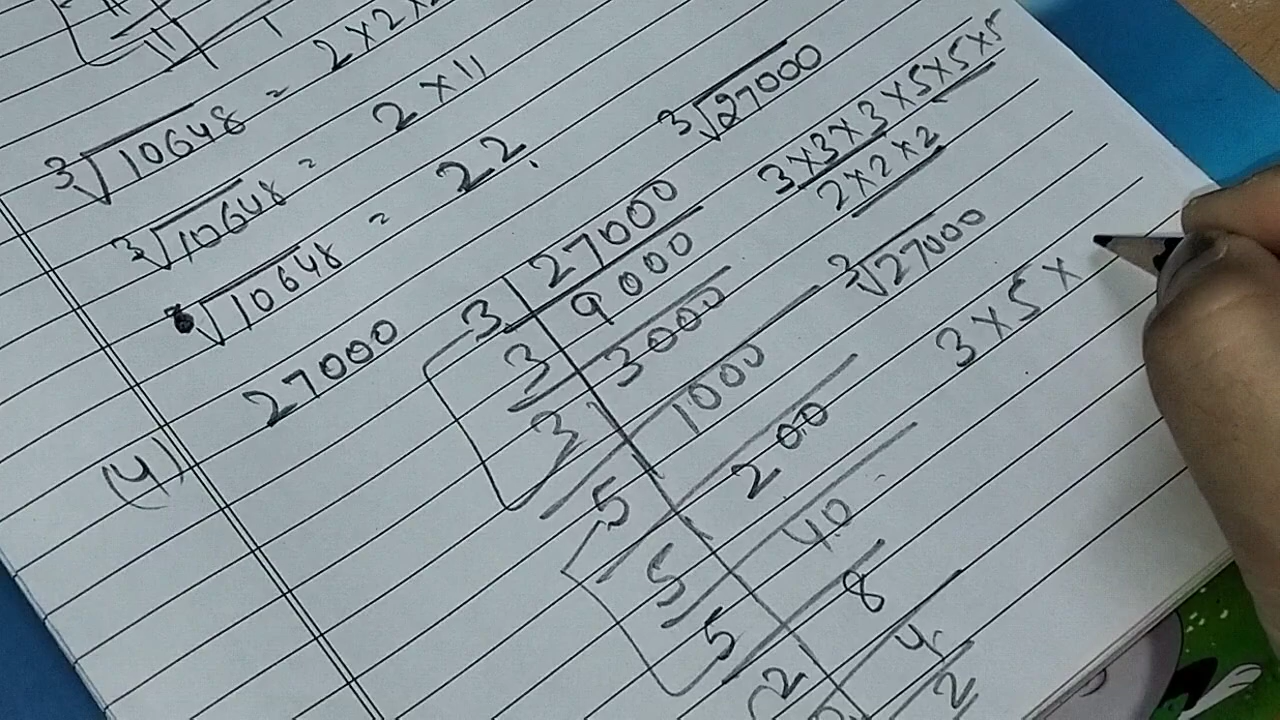 11 | 1
∛10648 = 2×2×
∛10648 = 2×11
∛10648 = 22.
(4) 27000
3 | 27000
3 | 9000
3 | 3000
5 | 1000
5 | 200
5 | 40
2 | 8
2 | 4
2
∛27000
3×3×3×5×5×5
2×2×2
∛27000
3×5×